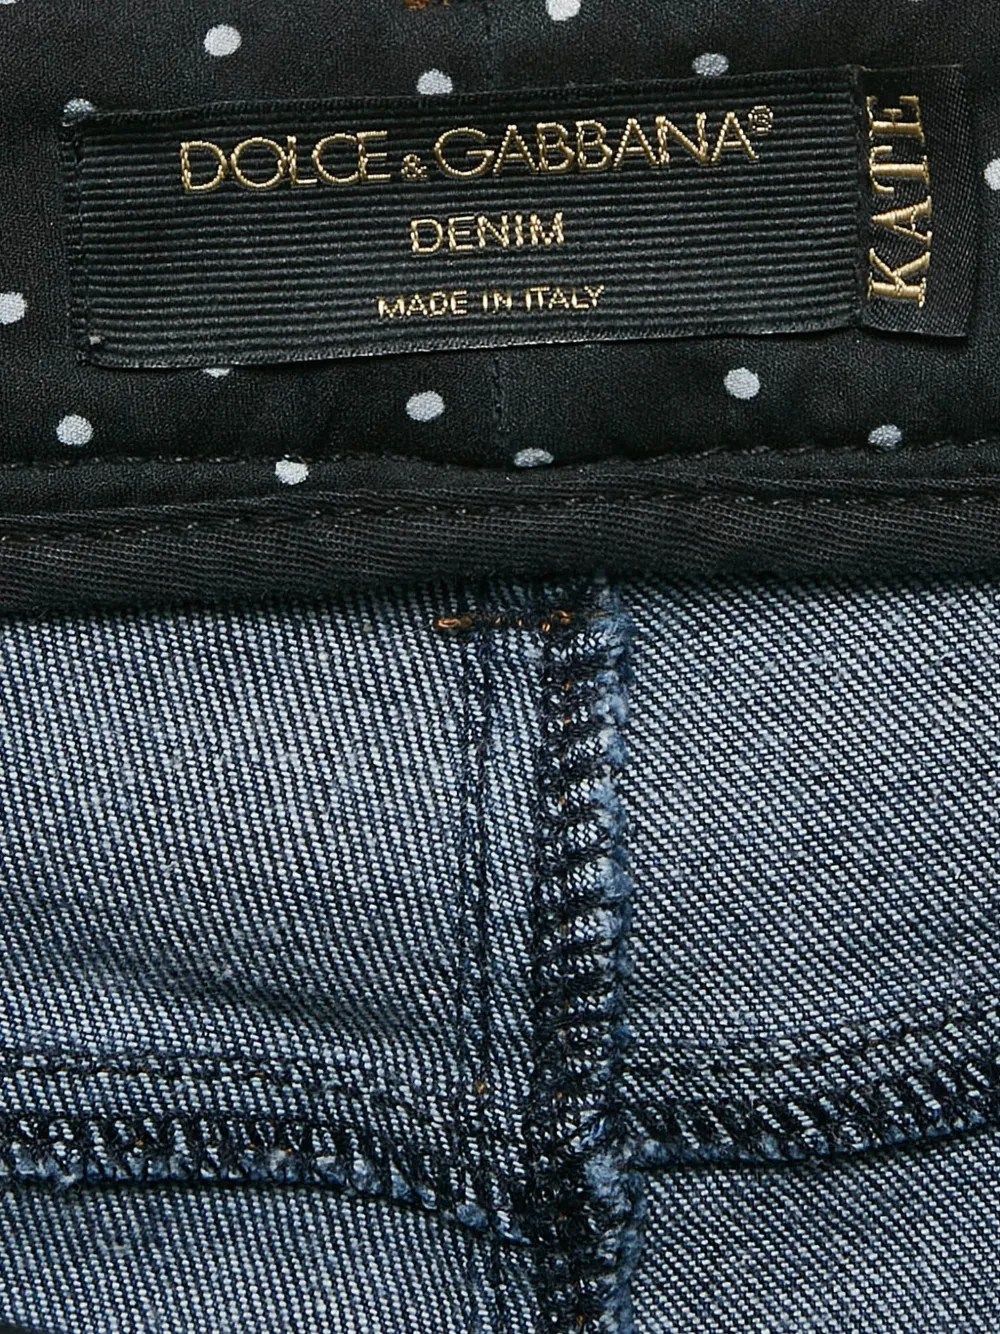 DOLCE & GABBANA®
DENIM
MADE IN ITALY
KATE